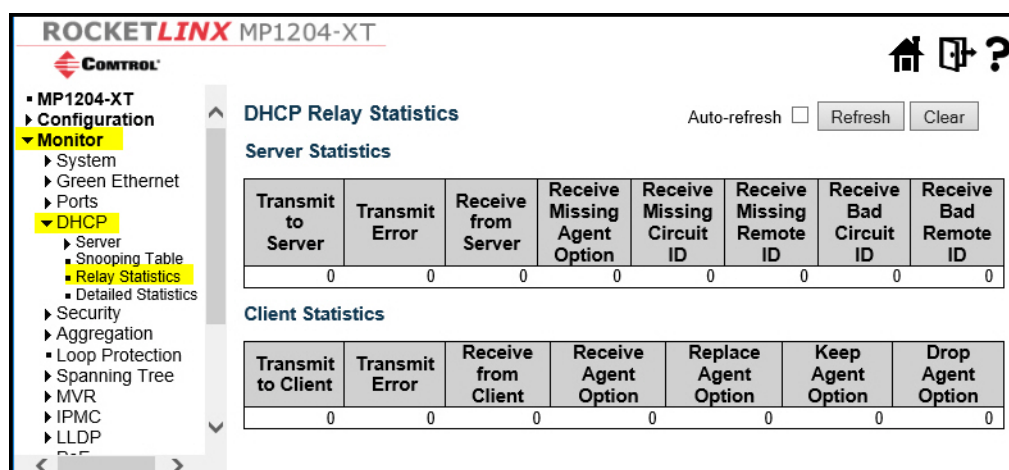 ROCKETLINX MP1204-XT
COMTROL
?
MP1204-XT
Configuration
Monitor
System
Green Ethernet
Ports
DHCP
Server
Snooping Table
Relay Statistics
Detailed Statistics
Security
Aggregation
Loop Protection
Spanning Tree
MVR
IPMC
LLDP
DHCP Relay Statistics
Auto-refresh Refresh Clear
Server Statistics
Transmit to Server Transmit Error Receive from Server Receive Missing Agent Option Receive Missing Circuit ID Receive Missing Remote ID Receive Bad Circuit ID Receive Bad Remote ID
0 0 0 0 0 0 0 0
Client Statistics
Transmit to Client Transmit Error Receive from Client Receive Agent Option Replace Agent Option Keep Agent Option Drop Agent Option
0 0 0 0 0 0 0